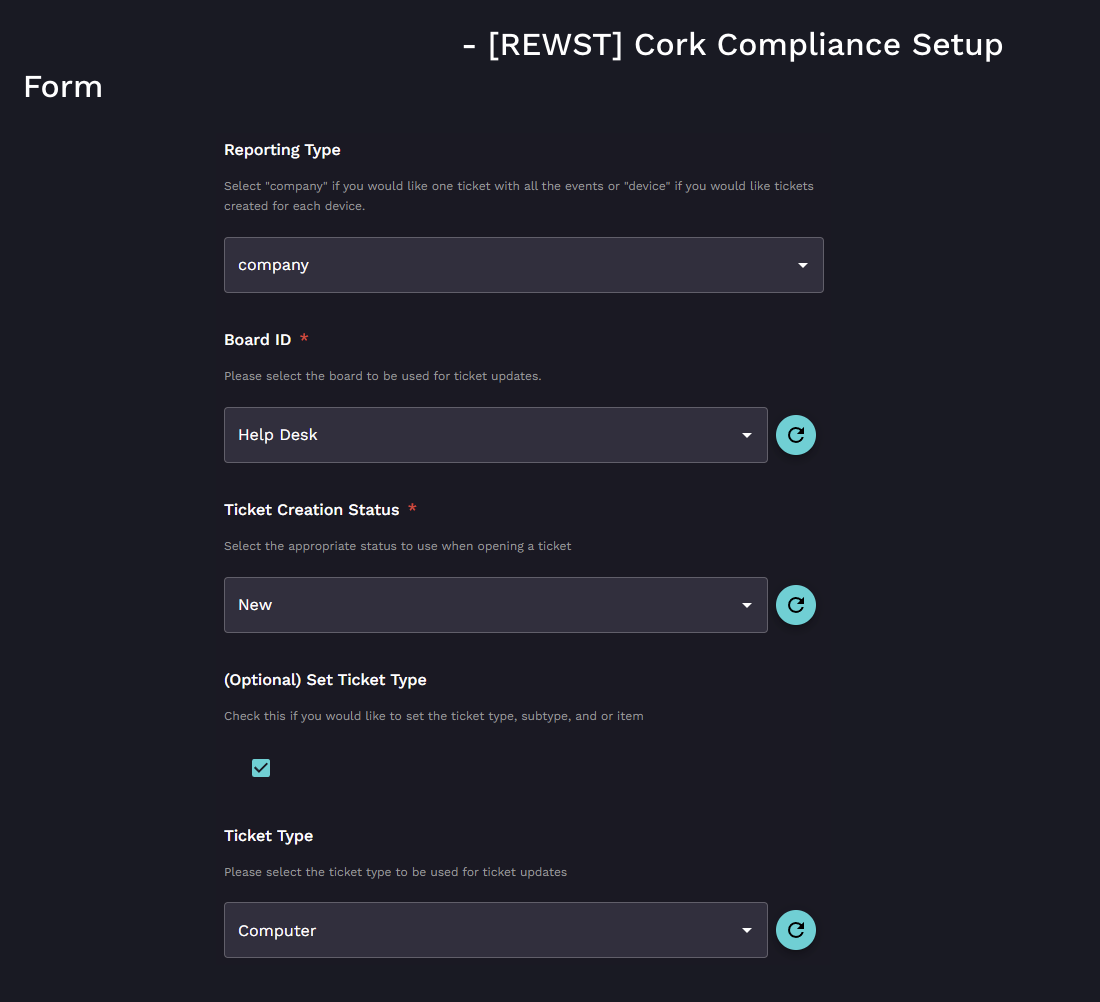 - [REWST] Cork Compliance Setup
Form
Reporting Type
Select "company" if you would like one ticket with all the events or "device" if you would like tickets
created for each device.
company
Board ID *
Please select the board to be used for ticket updates.
Help Desk
Ticket Creation Status *
Select the appropriate status to use when opening a ticket
New
(Optional) Set Ticket Type
Check this if you would like to set the ticket type, subtype, and or item
Ticket Type
Please select the ticket type to be used for ticket updates
Computer